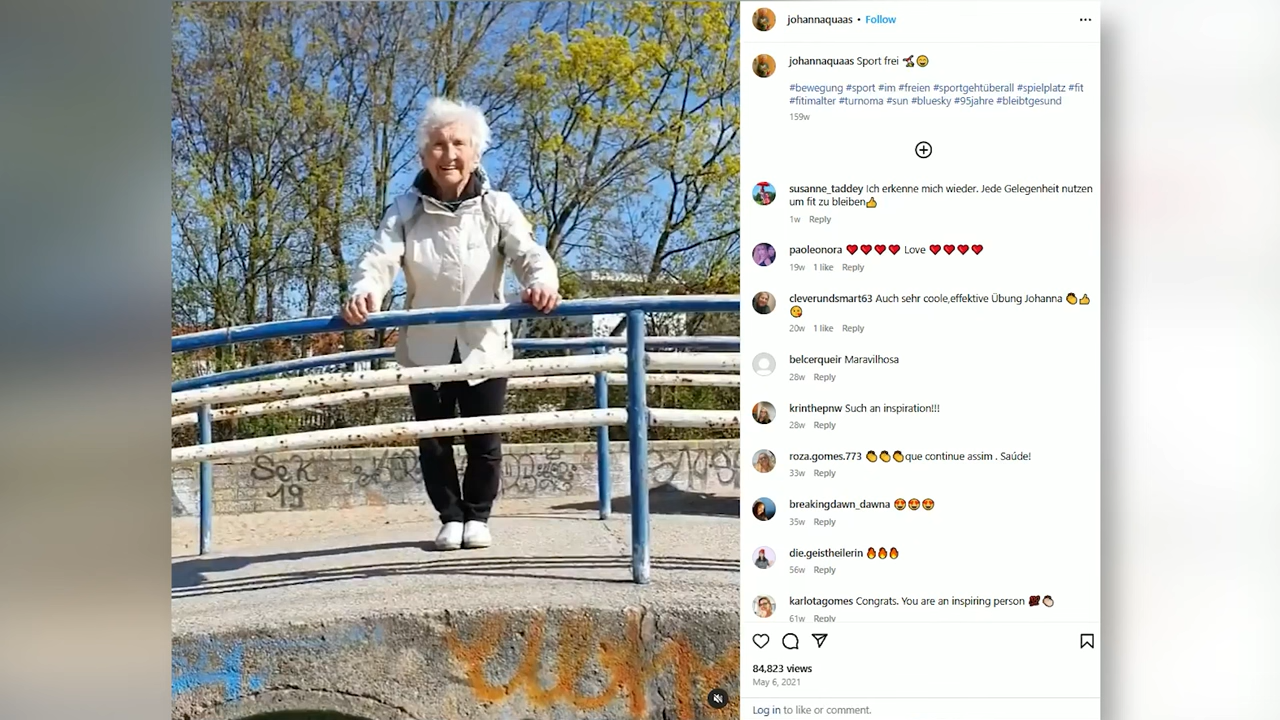 johannaquaas • Follow
johannaquaas Sport frei
#bewegung #sport #im #freien #sportgehtüberall #spielplatz #fit
#fitimalter #turnoma #sun #bluesky #95jahre #bleibtgesund
159w
susanne_taddey Ich erkenne mich wieder. Jede Gelegenheit nutzen
um fit zu bleiben👍
1w Reply
paoleonora ❤️❤️❤️❤️ Love ❤️❤️❤️❤️
19w 1 like Reply
cleverundsmart63 Auch sehr coole,effektive Übung Johanna 👏👍
😘
20w 1 like Reply
belcerqueir Maravilhosa
28w Reply
krinthepnw Such an inspiration!!!
28w Reply
roza.gomes.773 👏👏👏que continue assim . Saúde!
33w Reply
breakingdawn_dawna 😍😍😍
35w Reply
die.geistheilerin 🔥🔥🔥
56w Reply
karlotagomes Congrats. You are an inspiring person
61w Reply
84,823 views
May 6, 2021
Log in to like or comment.
SeK
19